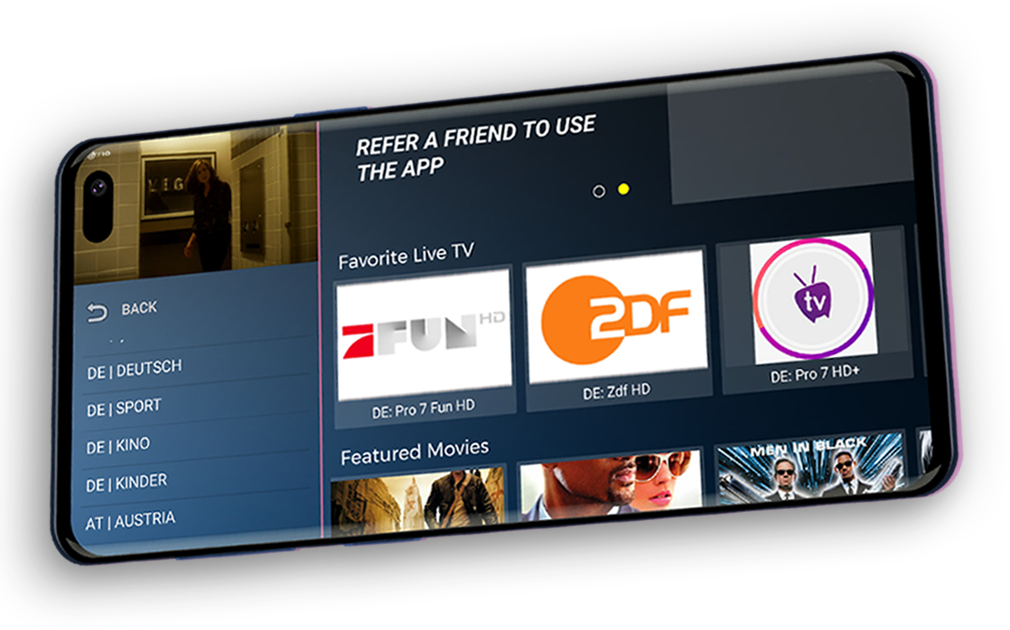 REFER A FRIEND TO USE
THE APP
BACK
DE | DEUTSCH
DE | SPORT
DE | KINO
DE | KINDER
AT | AUSTRIA
Favorite Live TV
7 FUN HD
ZDF
tv
DE: Pro 7 Fun HD
DE: Zdf HD
DE: Pro 7 HD+
Featured Movies
MEN IN BLACK